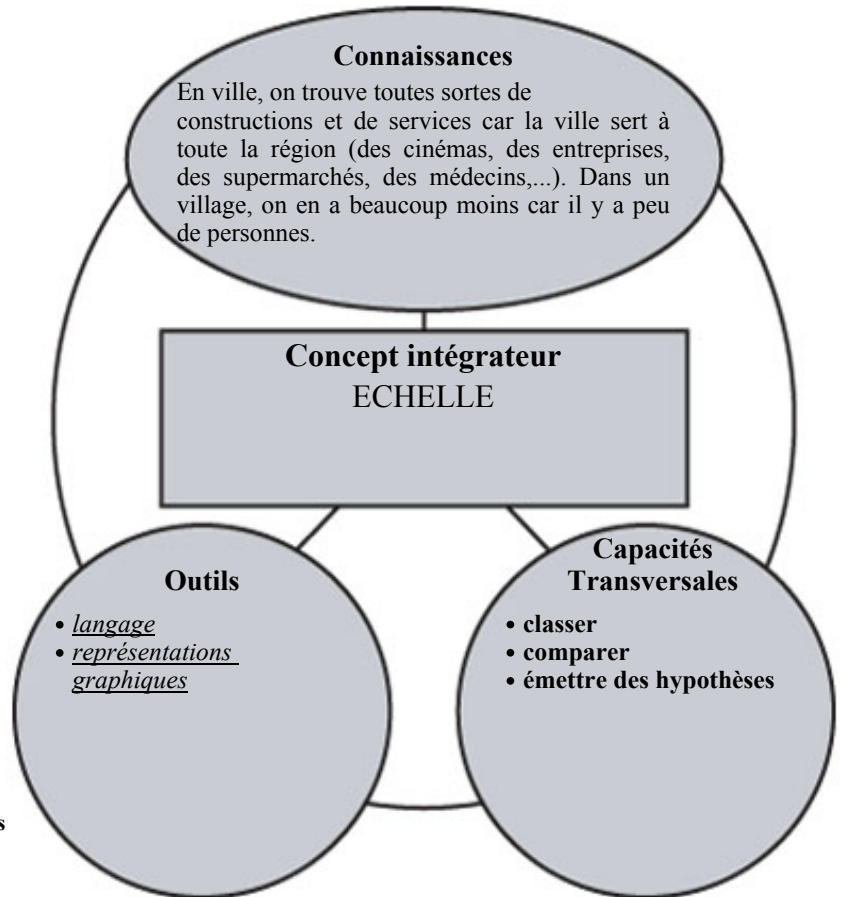 Connaissances
En ville, on trouve toutes sortes de
constructions et de services car la ville sert à
toute la région (des cinémas, des entreprises,
des supermarchés, des médecins,...). Dans un
village, on en a beaucoup moins car il y a peu
de personnes.
Concept intégrateur
ECHELLE
Outils
• langage
• représentations
graphiques
Capacités
Transversales
• classer
• comparer
• émettre des hypothèses
s